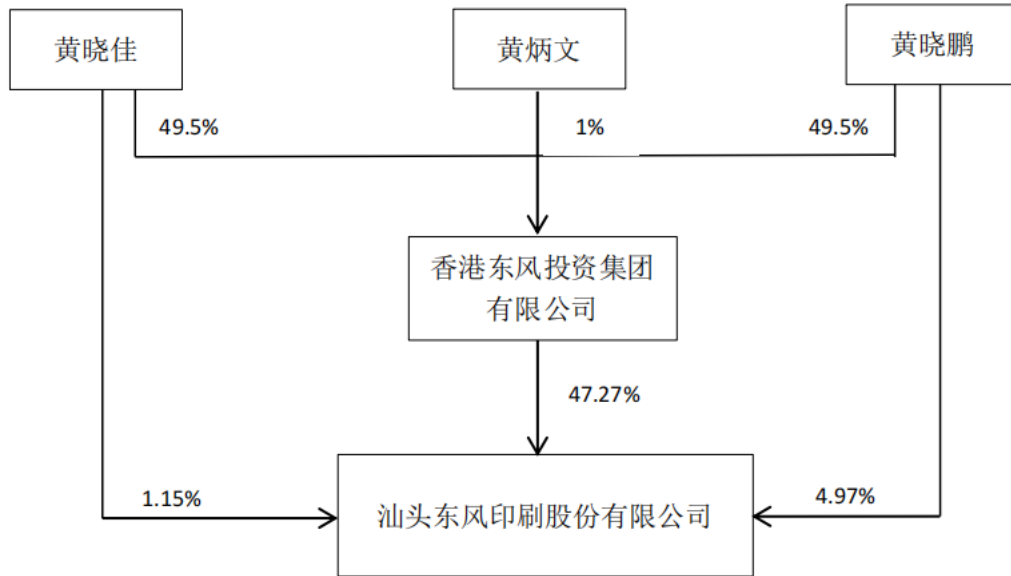 黄晓佳
黄炳文
黄晓鹏
49.5%
1%
49.5%
香港东风投资集团
有限公司
47.27%
1.15%
汕头东风印刷股份有限公司
4.97%